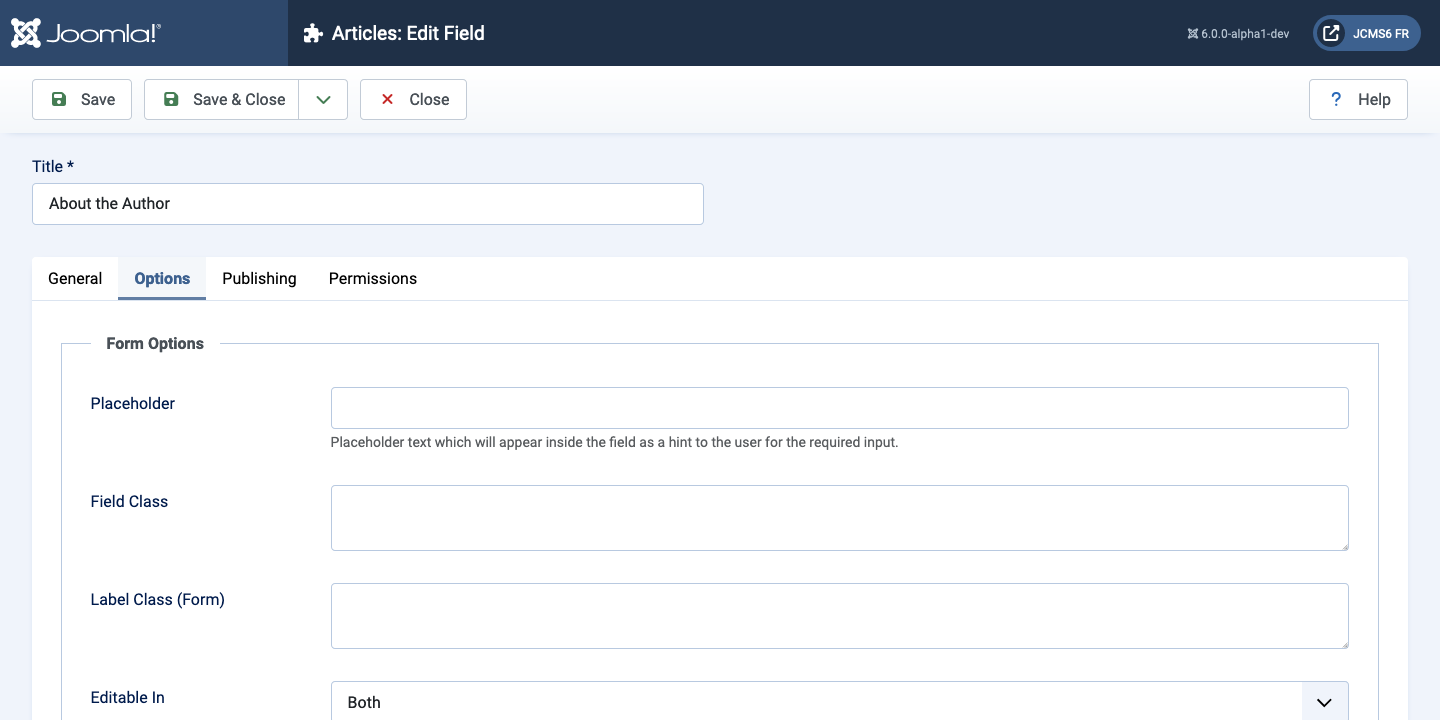 Joomla!®
Articles: Edit Field
6.0.0-alpha1-dev
JCMS6 FR
Save
Save & Close
Close
? Help
Title *
About the Author
General
Options
Publishing
Permissions
Form Options
Placeholder
Placeholder text which will appear inside the field as a hint to the user for the required input.
Field Class
Label Class (Form)
Editable In
Both